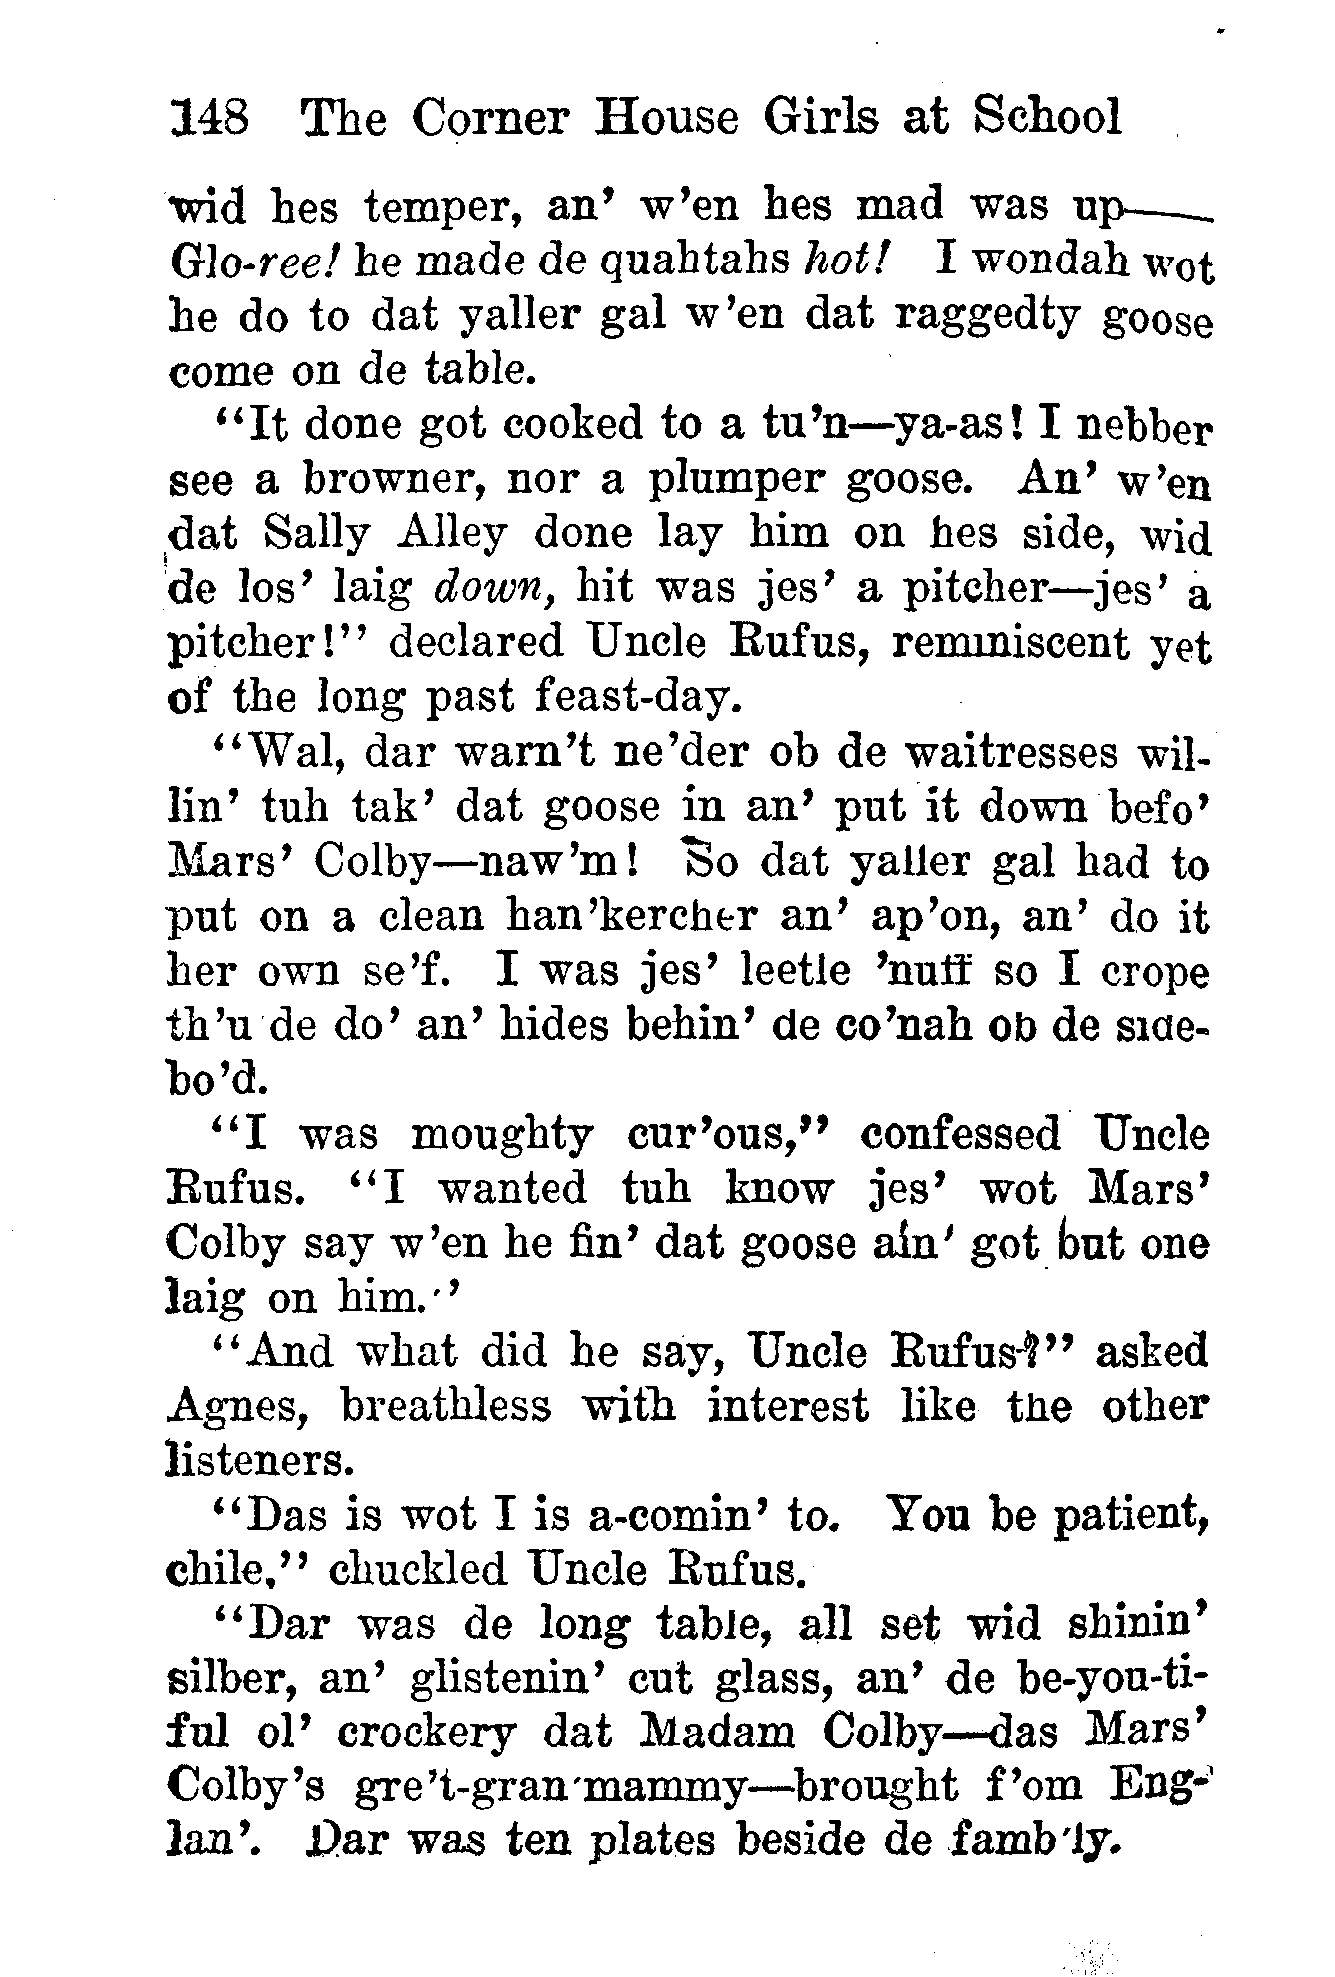 148 The Corner House Girls at School
wid hes temper, an' w'en hes mad was up——
Glo-ree! he made de quahtahs hot! I wondah wot
he do to dat yaller gal w'en dat raggedty goose
come on de table.
"It done got cooked to a tu'n—ya-as! I nebber
see a browner, nor a plumper goose. An' w'en
dat Sally Alley done lay him on hes side, wid
de los' laig down, hit was jes' a pitcher—jes' a
pitcher!" declared Uncle Rufus, reminiscent yet
of the long past feast-day.
"Wal, dar warn't ne'der ob de waitresses wil-
lin' tuh tak' dat goose in an' put it down befo'
Mars' Colby—naw'm! So dat yaller gal had to
put on a clean han'kercher an' ap'on, an' do it
her own se'f. I was jes' leetle 'nuff so I crope
th'u de do' an' hides behin' de co'nah ob de side-
bo'd.
"I was moughty cur'ous," confessed Uncle
Rufus. "I wanted tuh know jes' wot Mars'
Colby say w'en he fin' dat goose ain' got but one
laig on him."
"And what did he say, Uncle Rufus?" asked
Agnes, breathless with interest like the other
listeners.
"Das is wot I is a-comin' to. You be patient,
chile," chuckled Uncle Rufus.
"Dar was de long table, all set wid shinin'
silber, an' glistenin' cut glass, an' de be-you-ti-
ful ol' crockery dat Madam Colby—das Mars'
Colby's gre't-gran'mammy—brought f'om Eng-
lan'. Dar was ten plates beside de famb'ly.